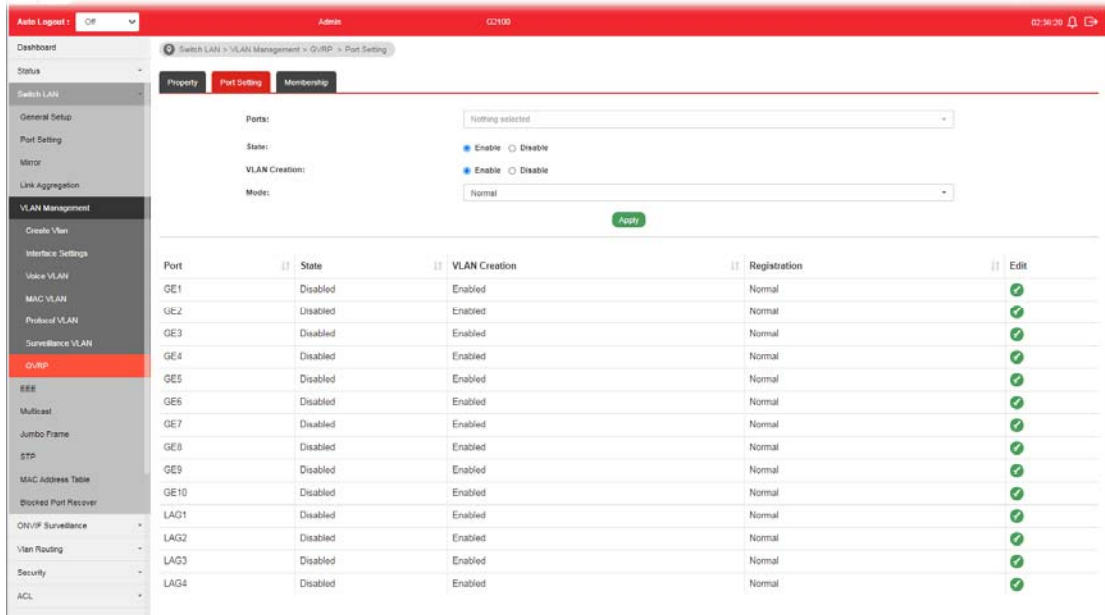 Auto Logout : Off Admin G2100 02:36:20
Dashboard
Status
Switch LAN
General Setup
Port Setting
Mirror
Link Aggregation
VLAN Management
Create Vlan
Interface Settings
Voice VLAN
MAC VLAN
Protocol VLAN
Surveillance VLAN
GVRP
EEE
Multicast
Jumbo Frame
STP
MAC Address Table
Blocked Port Recover
ONVIF Surveillance
Vlan Routing
Security
ACL
Switch LAN > VLAN Management > GVRP > Port Setting
Property Port Setting Membership
Ports: Nothing selected
State: Enable Disable
VLAN Creation: Enable Disable
Mode: Normal
Apply
Port State VLAN Creation Registration Edit
GE1 Disabled Enabled Normal
GE2 Disabled Enabled Normal
GE3 Disabled Enabled Normal
GE4 Disabled Enabled Normal
GE5 Disabled Enabled Normal
GE6 Disabled Enabled Normal
GE7 Disabled Enabled Normal
GE8 Disabled Enabled Normal
GE9 Disabled Enabled Normal
GE10 Disabled Enabled Normal
LAG1 Disabled Enabled Normal
LAG2 Disabled Enabled Normal
LAG3 Disabled Enabled Normal
LAG4 Disabled Enabled Normal